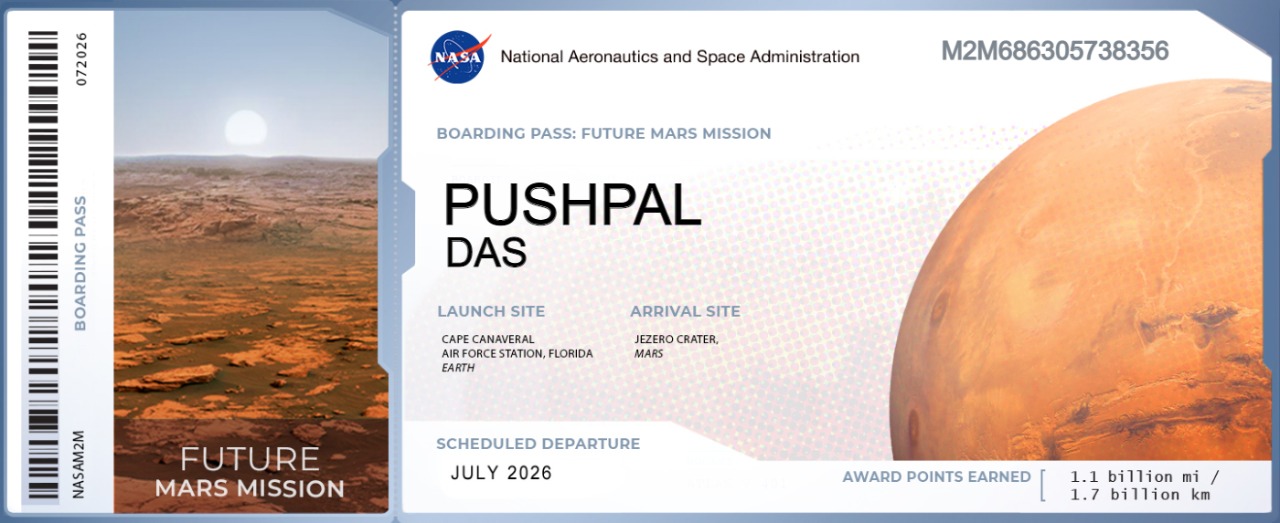 072026
BOARDING PASS
NASAM2M
FUTURE
MARS MISSION
NASA
National Aeronautics and Space Administration
M2M686305738356
BOARDING PASS: FUTURE MARS MISSION
PUSHPAL
DAS
LAUNCH SITE
CAPE CANAVERAL
AIR FORCE STATION, FLORIDA
EARTH
ARRIVAL SITE
JEZERO CRATER,
MARS
SCHEDULED DEPARTURE
JULY 2026
AWARD POINTS EARNED
1.1 billion mi /
1.7 billion km